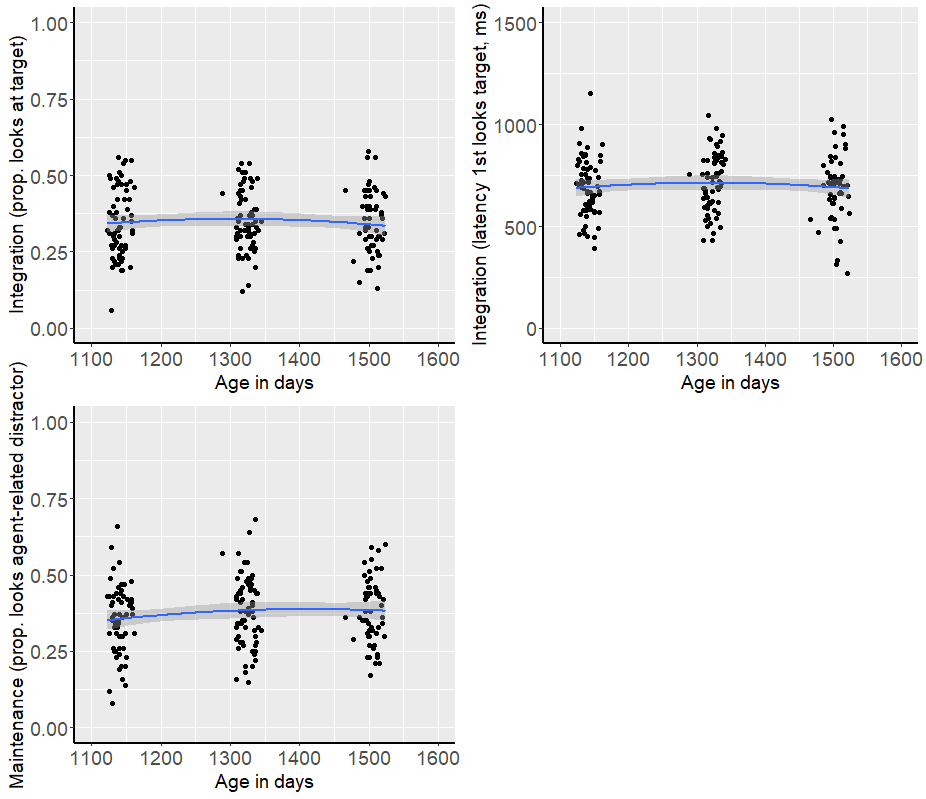 Integration (prop. looks at target)
1.00
0.75
0.50
0.25
0.00
1100 1200 1300 1400 1500 1600
Age in days
Integration (latency 1st looks target, ms)
1500
1000
500
0
1100 1200 1300 1400 1500 1600
Age in days
Maintenance (prop. looks agent-related distractor)
1.00
0.75
0.50
0.25
0.00
1100 1200 1300 1400 1500 1600
Age in days